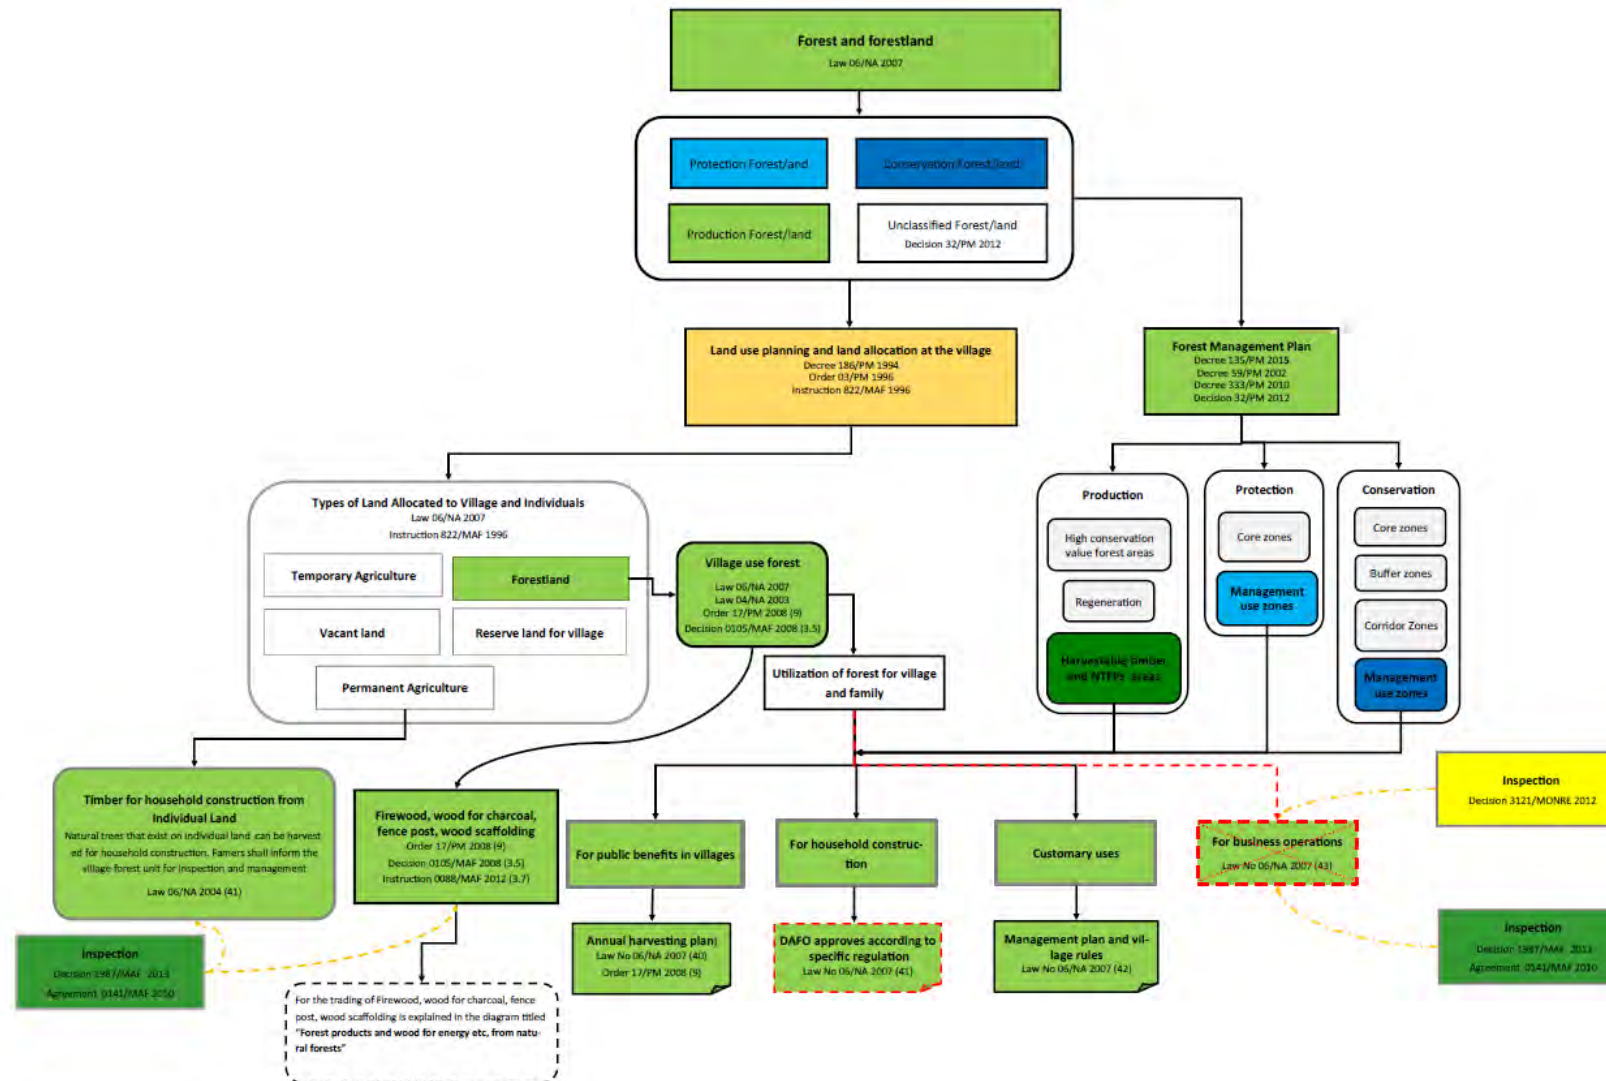 Forest and forestland
Law 06/NA 2007
Protection Forest/land
Conservation Forest/land
Production Forest/land
Unclassified Forest/land
Decision 32/PM 2012
Land use planning and land allocation at the village
Decree 186/PM 1994
Order 03/PM 1996
Instruction 822/MAF 1996
Forest Management Plan
Decree 135/PM 2015
Decree 59/PM 2002
Decree 333/PM 2010
Decision 32/PM 2012
Types of Land Allocated to Village and Individuals
Law 06/NA 2007
Instruction 822/MAF 1996
Temporary Agriculture
Forestland
Vacant land
Reserve land for village
Permanent Agriculture
Village use forest
Law 06/NA 2007
Law 04/NA 2003
Order 17/PM 2008 (9)
Decision 0105/MAF 2008 (3.5)
Utilization of forest for village
and family
Production
High conservation
value forest areas
Regeneration
Harvestable timber
and NTFPs areas
Protection
Core zones
Management
use zones
Conservation
Core zones
Buffer zones
Corridor Zones
Management
use zones
Timber for household construction from
Individual Land
Natural trees that exist on individual land can be harvest
ed for household construction. Famers shall inform the
village forest unit for inspection and management
Law 06/NA 2004 (41)
Firewood, wood for charcoal,
fence post, wood scaffolding
Order 17/PM 2008 (9)
Decision 0105/MAF 2008 (3.5)
Instruction 0088/MAF 2012 (3.7)
For public benefits in villages
For household construc-
tion
Customary uses
For business operations
Law No 06/NA 2007 (43)
Inspection
Decision 3121/MONRE 2012
Inspection
Decision 1987/MAF 2013
Agreement 0141/MAF 2010
Annual harvesting plan)
Law No 06/NA 2007 (40)
Order 17/PM 2008 (9)
DAFO approves according to
specific regulation
Law No 06/NA 2007 (41)
Management plan and vil-
lage rules
Law No 06/NA 2007 (42)
Inspection
Decision 1987/MAF 2013
Agreement 0141/MAF 2010
For the trading of Firewood, wood for charcoal, fence
post, wood scaffolding is explained in the diagram titled
"Forest products and wood for energy etc, from natu-
ral forests"